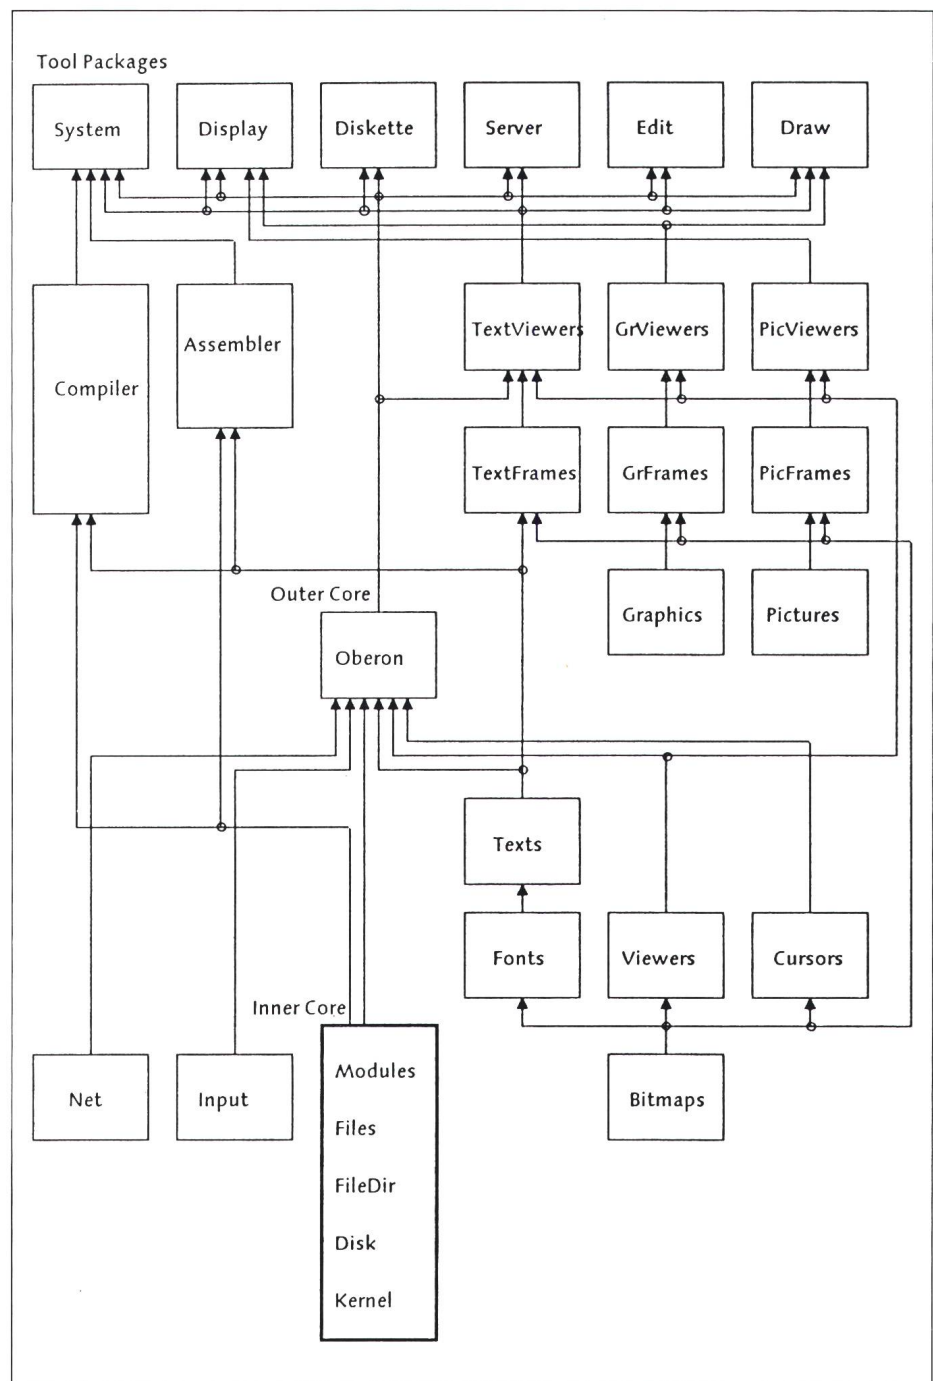 Tool Packages
System
Display
Diskette
Server
Edit
Draw
TextViewers
GrViewers
PicViewers
Assembler
Compiler
TextFrames
GrFrames
PicFrames
Outer Core
Graphics
Pictures
Oberon
Texts
Fonts
Viewers
Cursors
Inner Core
Modules
Net
Input
Bitmaps
Files
FileDir
Disk
Kernel